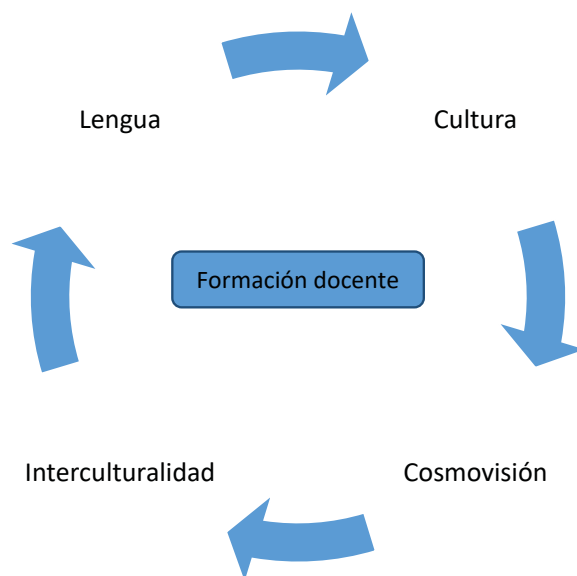 Lengua
Cultura
Formación docente
Interculturalidad
Cosmovisión